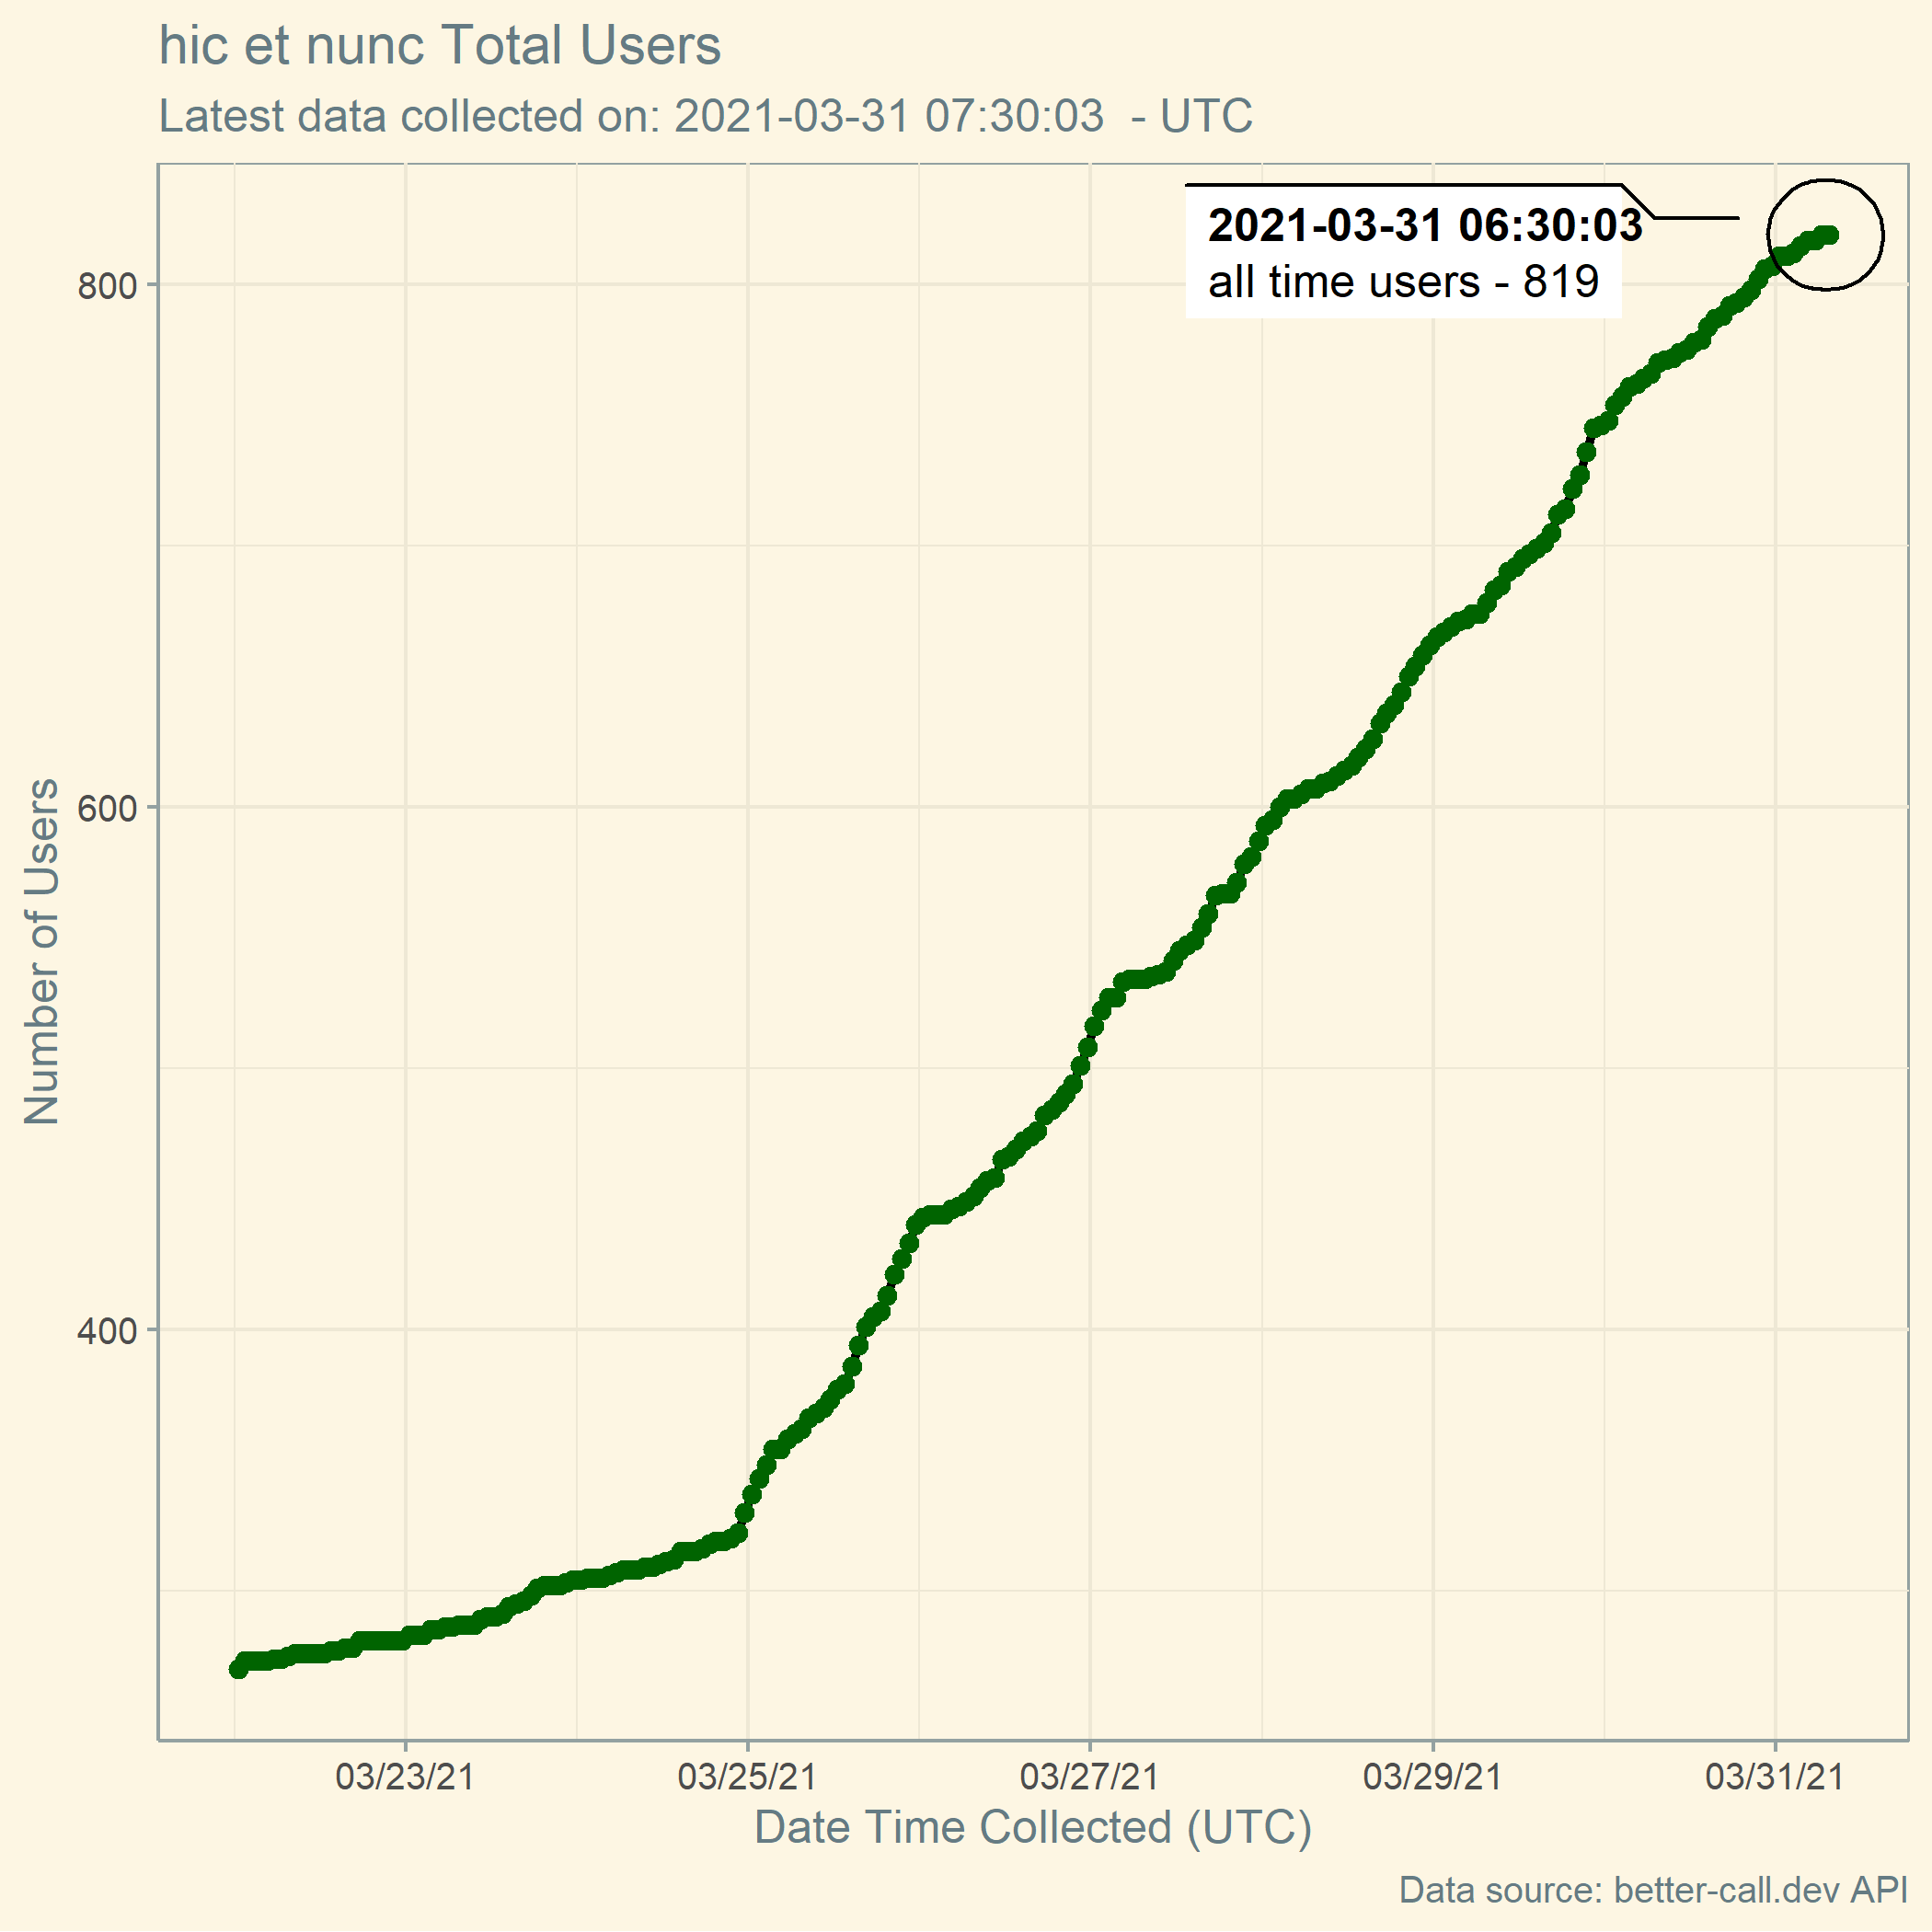 hic et nunc Total Users
Latest data collected on: 2021-03-31 07:30:03  - UTC
2021-03-31 06:30:03
all time users - 819
800
600
400
Number of Users
03/23/21
03/25/21
03/27/21
03/29/21
03/31/21
Date Time Collected (UTC)
Data source: better-call.dev API